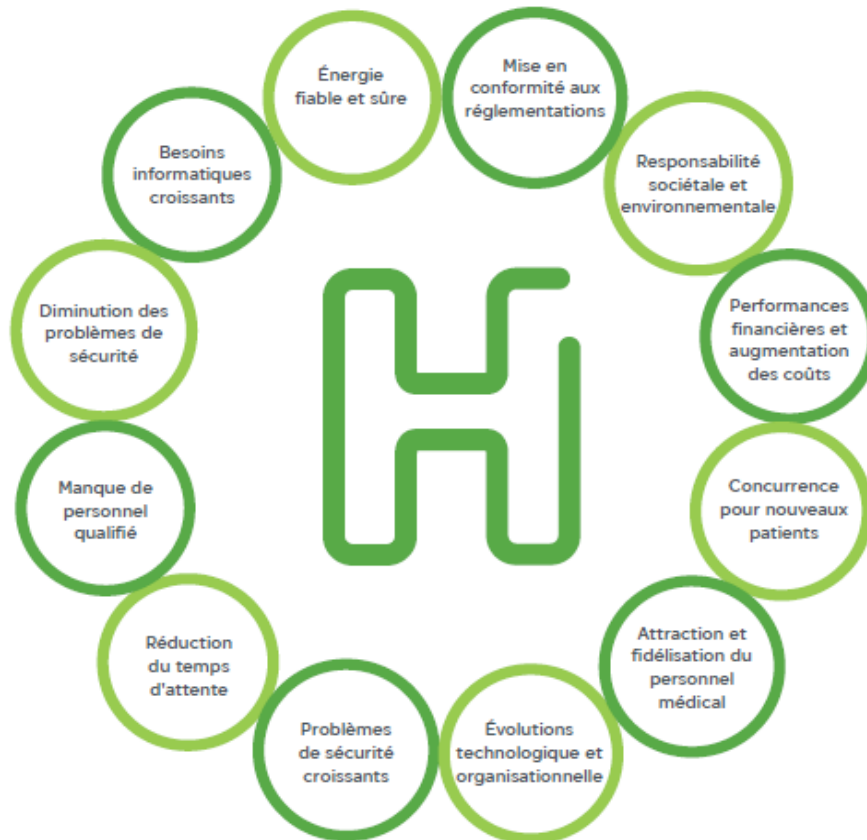 Énergie
fiable et sûre
Mise en
conformité aux
réglementations
Responsabilité
sociétale et
environnementale
Performances
financières et
augmentation
des coûts
Concurrence
pour nouveaux
patients
Attraction et
fidélisation du
personnel
médical
Évolutions
technologique et
organisationnelle
Problèmes
de sécurité
croissants
Réduction
du temps
d'attente
Manque de
personnel
qualifié
Diminution des
problèmes de
sécurité
Besoins
informatiques
croissants
H